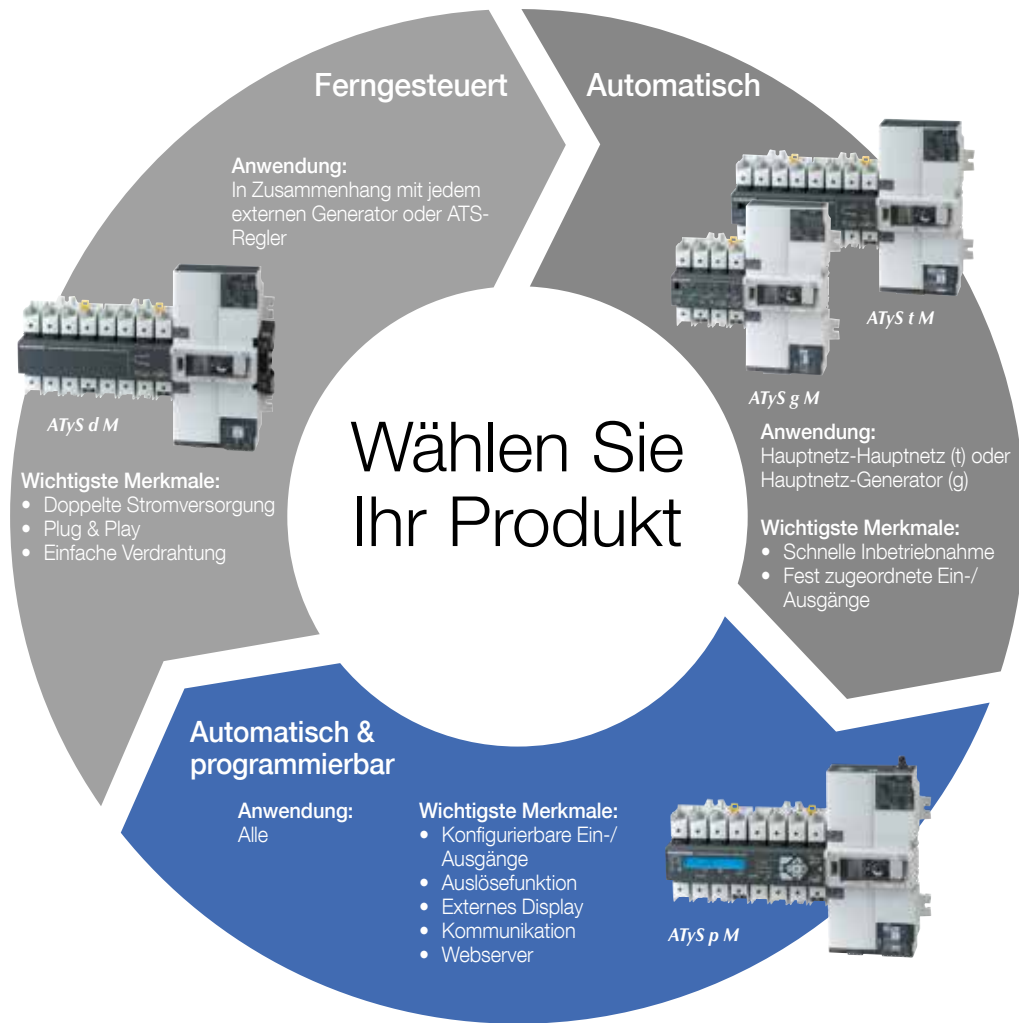 Ferngesteuert
Anwendung:
In Zusammenhang mit jedem
externen Generator oder ATS-
Regler
ATyS d M
Wichtigste Merkmale:
• Doppelte Stromversorgung
• Plug & Play
• Einfache Verdrahtung
Automatisch
ATyS t M
ATyS g M
Anwendung:
Hauptnetz-Hauptnetz (t) oder
Hauptnetz-Generator (g)
Wichtigste Merkmale:
• Schnelle Inbetriebnahme
• Fest zugeordnete Ein-/
Ausgänge
Wählen Sie
Ihr Produkt
Automatisch &
programmierbar
Anwendung:
Alle
Wichtigste Merkmale:
• Konfigurierbare Ein-/
Ausgänge
• Auslösefunktion
• Externes Display
• Kommunikation
• Webserver
ATyS p M